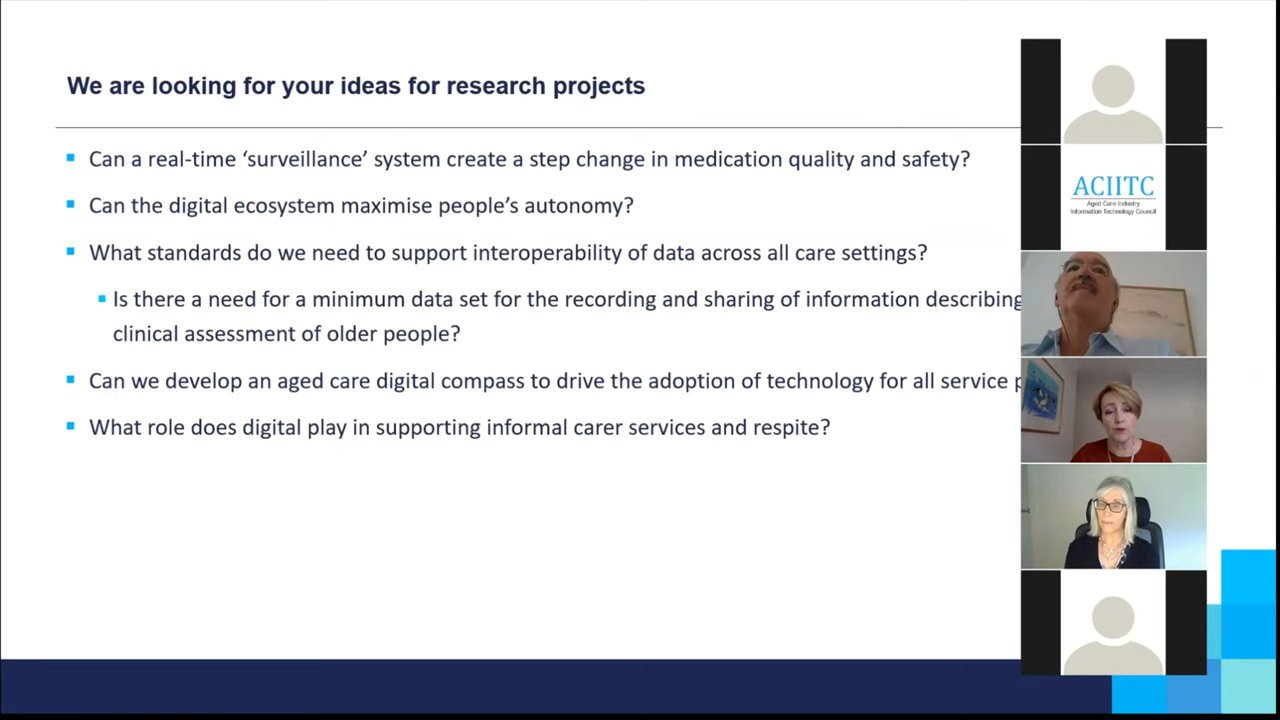 We are looking for your ideas for research projects
Can a real-time ‘surveillance’ system create a step change in medication quality and safety?
Can the digital ecosystem maximise people’s autonomy?
What standards do we need to support interoperability of data across all care settings?
Is there a need for a minimum data set for the recording and sharing of information describing
clinical assessment of older people?
Can we develop an aged care digital compass to drive the adoption of technology for all service
What role does digital play in supporting informal carer services and respite?
ACIITC
Aged Care Industry
Information Technology Council